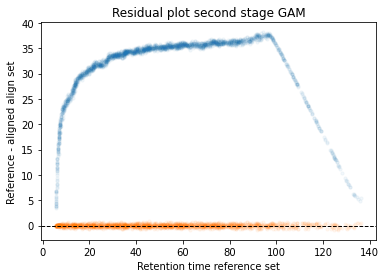 Residual plot second stage GAM
Reference - aligned align set
40
35
30
25
20
15
10
5
0
0 20 40 60 80 100 120 140
Retention time reference set